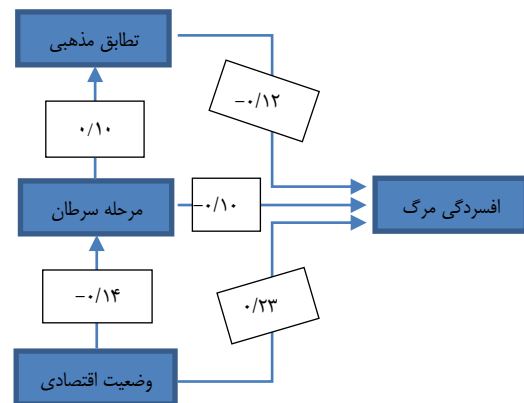 تطابق مذهبی
−۰/۱۲
۰/۱۰
مرحله سرطان
−۰/۱۰
افسردگی مرگ
−۰/۱۴
۰/۲۳
وضعیت اقتصادی